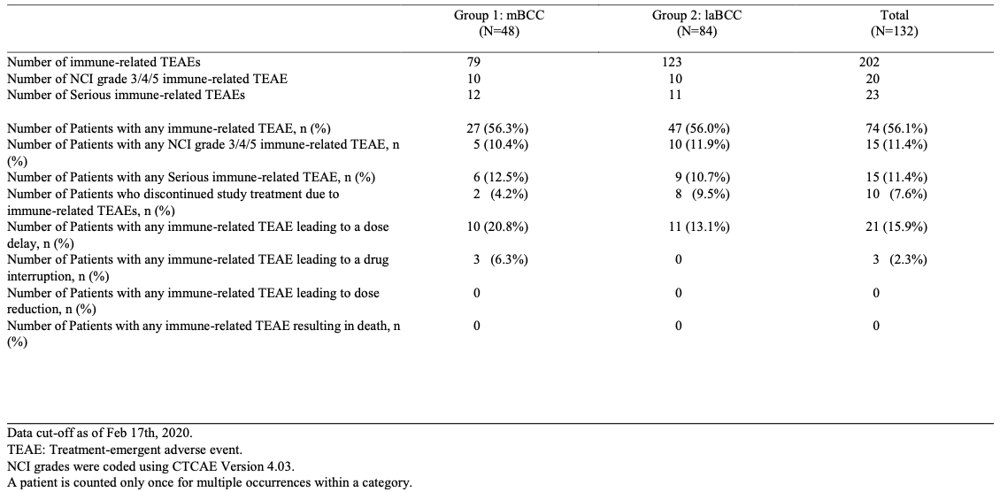 Group 1: mBCC Group 2: laBCC Total
(N=48) (N=84) (N=132)
Number of immune-related TEAEs 79 123 202
Number of NCI grade 3/4/5 immune-related TEAE 10 10 20
Number of Serious immune-related TEAEs 12 11 23
Number of Patients with any immune-related TEAE, n (%) 27 (56.3%) 47 (56.0%) 74 (56.1%)
Number of Patients with any NCI grade 3/4/5 immune-related TEAE, n 5 (10.4%) 10 (11.9%) 15 (11.4%)
(%)
Number of Patients with any Serious immune-related TEAE, n (%) 6 (12.5%) 9 (10.7%) 15 (11.4%)
Number of Patients who discontinued study treatment due to 2 (4.2%) 8 (9.5%) 10 (7.6%)
immune-related TEAEs, n (%)
Number of Patients with any immune-related TEAE leading to a dose 10 (20.8%) 11 (13.1%) 21 (15.9%)
delay, n (%)
Number of Patients with any immune-related TEAE leading to a drug 3 (6.3%) 0 3 (2.3%)
interruption, n (%)
Number of Patients with any immune-related TEAE leading to dose 0 0 0
reduction, n (%)
Number of Patients with any immune-related TEAE resulting in death, n 0 0 0
(%)
Data cut-off as of Feb 17th, 2020.
TEAE: Treatment-emergent adverse event.
NCI grades were coded using CTCAE Version 4.03.
A patient is counted only once for multiple occurrences within a category.